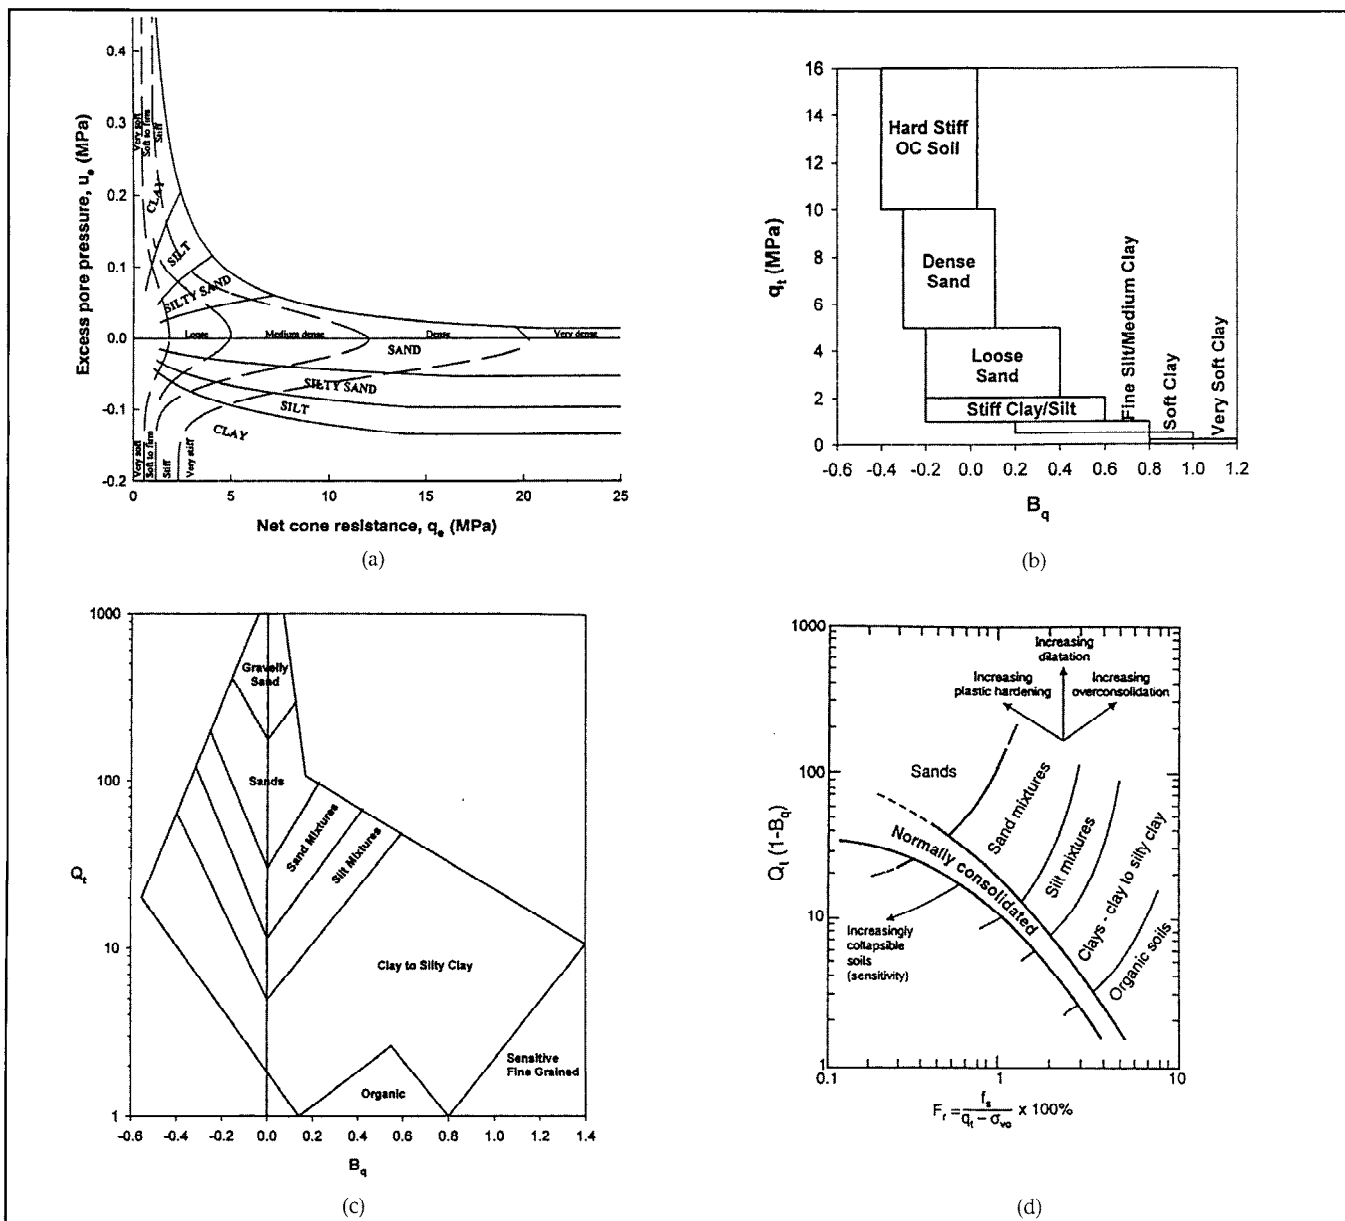 0.4
0.3
0.2
0.1
0.0
-0.1
-0.2
Excess pore pressure, uₑ (MPa)
Very soft
Soft to firm
Stiff
CLAY
SILT
SILTY SAND
Loose
Medium dense
Dense
Very dense
SAND
SILTY SAND
SILT
CLAY
Very soft
Soft to firm
Stiff
Very stiff
0
5
10
15
20
25
Net cone resistance, qₑ (MPa)
(a)
16
14
12
10
8
6
4
2
0
qₜ (MPa)
Hard Stiff
OC Soil
Dense
Sand
Loose
Sand
Stiff Clay/Silt
Fine Silt/Medium Clay
Soft Clay
Very Soft Clay
-0.6 -0.4 -0.2 0.0 0.2 0.4 0.6 0.8 1.0 1.2
B_q
(b)
1000
100
10
1
Qₜ
Gravelly
Sand
Sands
Sand Mixtures
Silt Mixtures
Clay to Silty Clay
Sensitive
Fine Grained
Organic
-0.6 -0.4 -0.2 0.0 0.2 0.4 0.6 0.8 1.0 1.2 1.4
B_q
(c)
1000
100
10
1
Qₜ (1-B_q)
Increasing
dilatation
Increasing
plastic hardening
Increasing
overconsolidation
Sands
Sand mixtures
Silt mixtures
Clays - clay to silty clay
Organic soils
Normally consolidated
Increasingly
collapsible
soils
(sensitivity)
0.1
1
10
Fᵣ = fₛ / (qₜ – σᵥₒ) x 100%
(d)